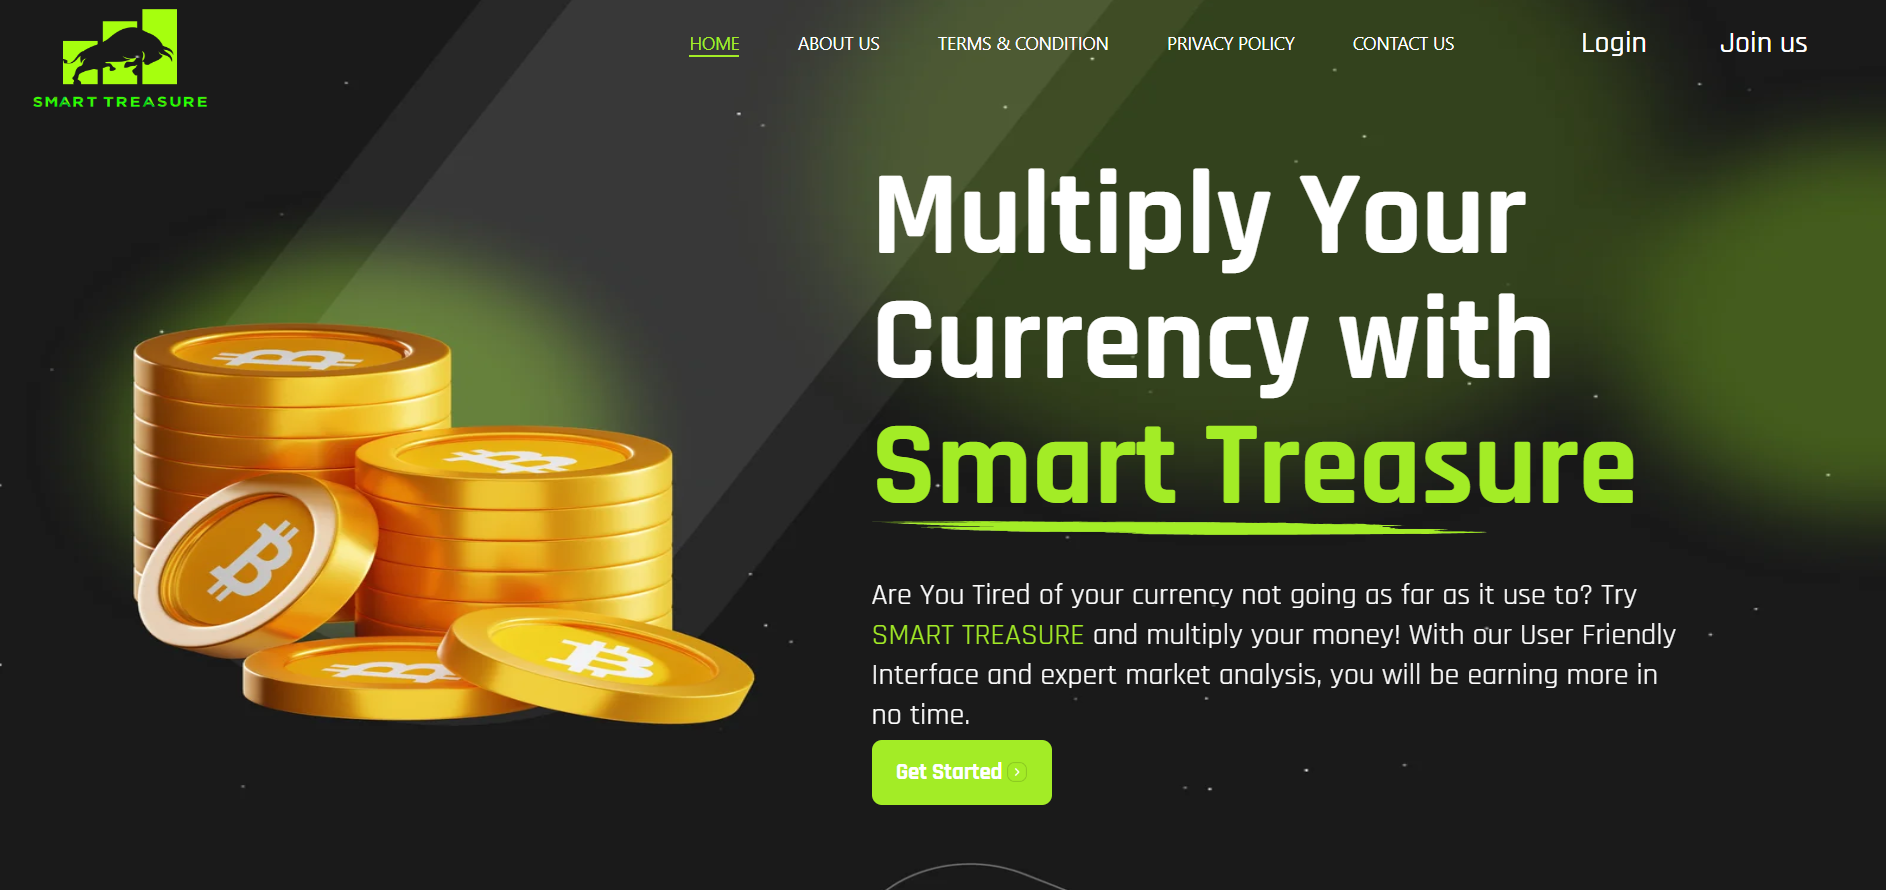 SMART TREASURE
HOME
ABOUT US
TERMS & CONDITION
PRIVACY POLICY
CONTACT US
Login
Join us
Multiply Your
Currency with
Smart Treasure
Are You Tired of your currency not going as far as it use to? Try
SMART TREASURE and multiply your money! With our User Friendly
Interface and expert market analysis, you will be earning more in
no time.
Get Started